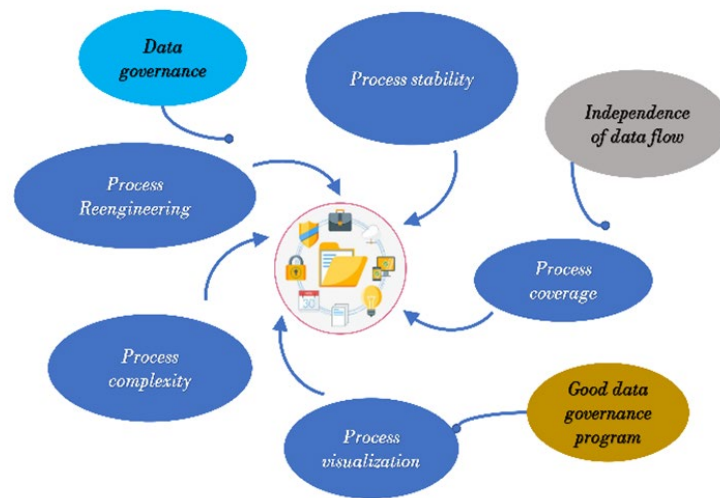 Data
governance
Process stability
Independence
of data flow
Process
Reengineering
30
Process
coverage
Process
complexity
Good data
governance
program
Process
visualization